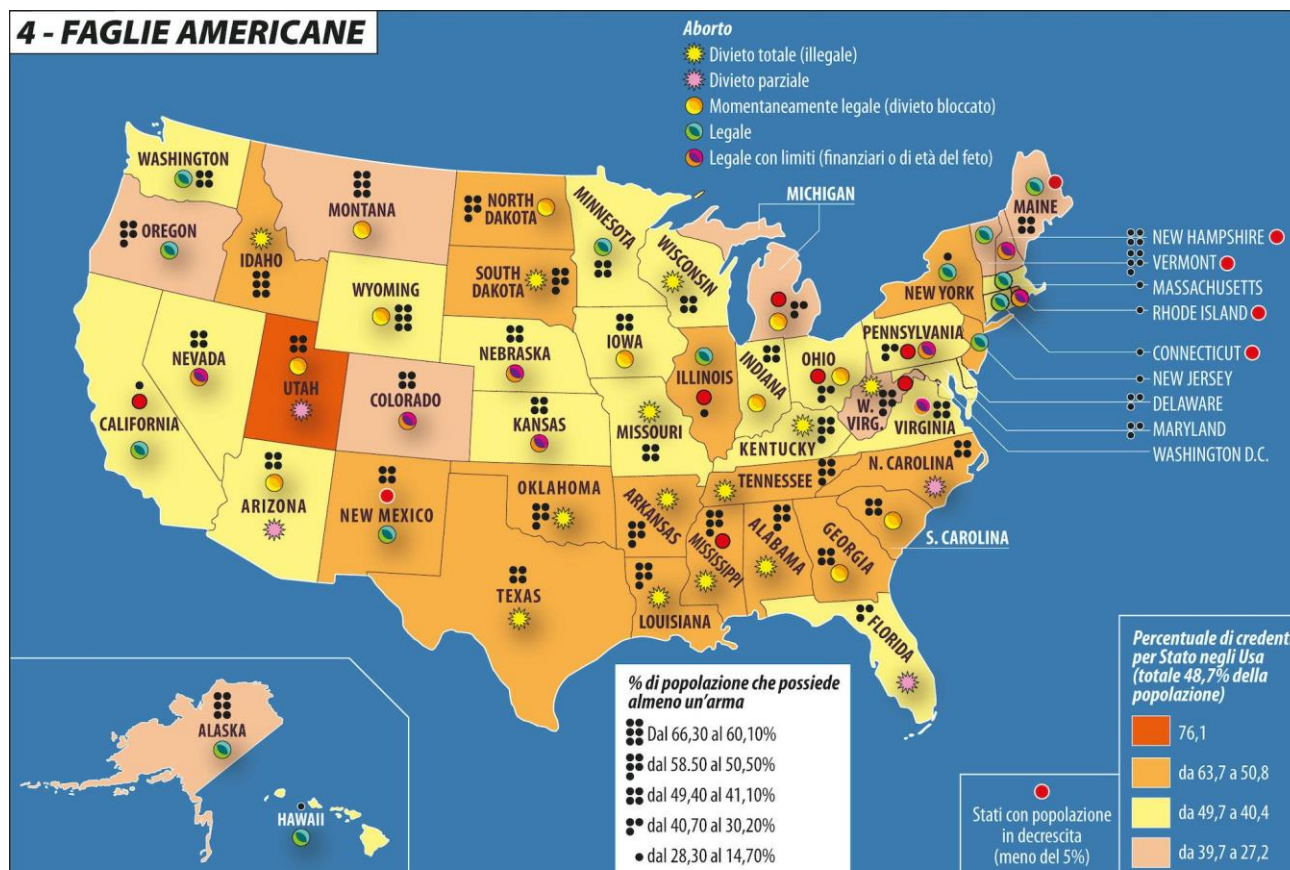 4 - FAGLIE AMERICANE
Aborto
Divieto totale (illegale)
Divieto parziale
Momentaneamente legale (divieto bloccato)
Legale
Legale con limiti (finanziari o di età del feto)
WASHINGTON
OREGON
IDAHO
MONTANA
NORTH
DAKOTA
MINNESOTA
SOUTH
DAKOTA
WISCONSIN
MICHIGAN
MAINE
WYOMING
NEVADA
UTAH
CALIFORNIA
COLORADO
NEBRASKA
KANSAS
IOWA
MISSOURI
ILLINOIS
INDIANA
OHIO
KENTUCKY
W.
VIRG.
VIRGINIA
PENNSYLVANIA
NEW YORK
NEW HAMPSHIRE
VERMONT
MASSACHUSETTS
RHODE ISLAND
CONNECTICUT
NEW JERSEY
DELAWARE
MARYLAND
WASHINGTON D.C.
ARIZONA
NEW MEXICO
OKLAHOMA
TEXAS
ARKANSAS
LOUISIANA
MISSISSIPPI
ALABAMA
TENNESSEE
N. CAROLINA
S. CAROLINA
GEORGIA
FLORIDA
ALASKA
HAWAII
% di popolazione che possiede
almeno un'arma
Dal 66,30 al 60,10%
dal 58.50 al 50,50%
dal 49,40 al 41,10%
dal 40,70 al 30,20%
dal 28,30 al 14,70%
Stati con popolazione
in decrescita
(meno del 5%)
Percentuale di credent
per Stato negli Usa
(totale 48,7% della
popolazione)
76,1
da 63,7 a 50,8
da 49,7 a 40,4
da 39,7 a 27,2